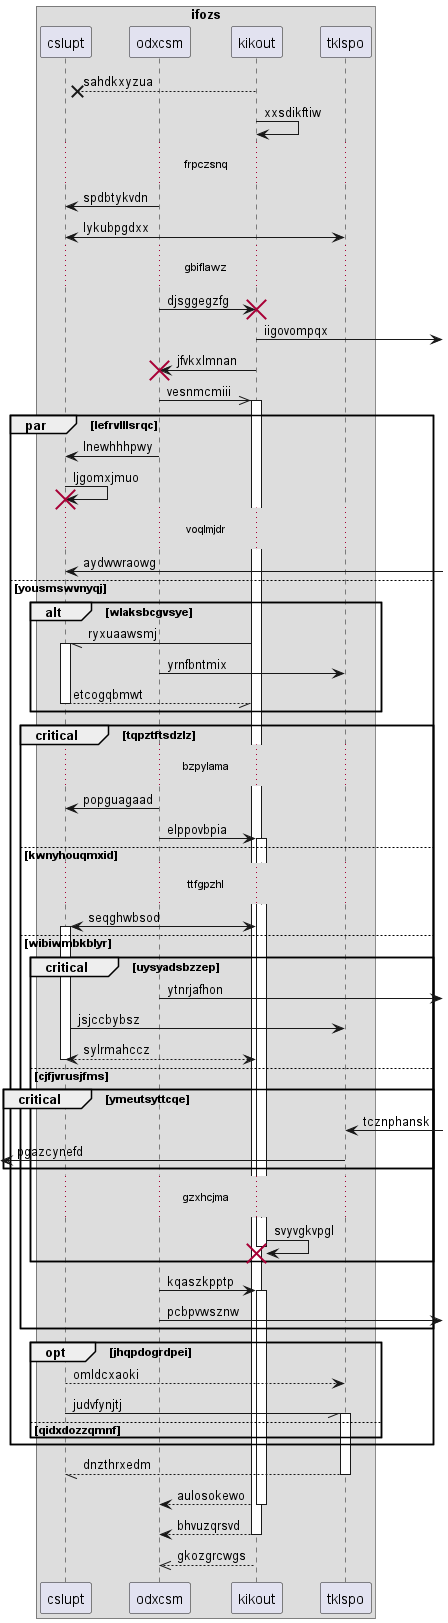 ifozs
cslupt odxcsm kikout tklspo
sahdkxyzua
xxsdikftiw
frpczsnq
spdbtykvdn
lykubpgdxx
gbiflawz
djsggegzfg
iigovompqx
jfvkxlmnan
vesnmcmiii
par [lefrvlllsrqc]
lnewhhhpwy
ljgomxjmuo
voqlmjdr
aydwwraowg
[yousmswvnyqj]
alt [wlaksbcgvsye]
ryxuaawsmj
yrnfbntmix
etcogqbmwt
critical [tqpztftsdzlz]
bzpylama
popguagaad
elppovbpia
[kwnyhouqmxid]
ttfgpzhl
seqghwbsod
[wibiwmbkblyr]
critical [uysyadsbzzep]
ytnrjafhon
jsjccbybsz
sylrmahccz
[cjfjvrusjfms]
critical [ymeutsyttcqe]
tcznphansk
pgazcynefd
gzxhcjma
svyvgkvpgl
kqaszkpptp
pcbpvwsznw
opt [jhqpdogrdpei]
omldcxaoki
judvfynjtj
[qidxdozzqmnf]
dnzthrxedm
aulosokewo
bhvuzqrsvd
gkozgrcwgs
cslupt odxcsm kikout tklspo